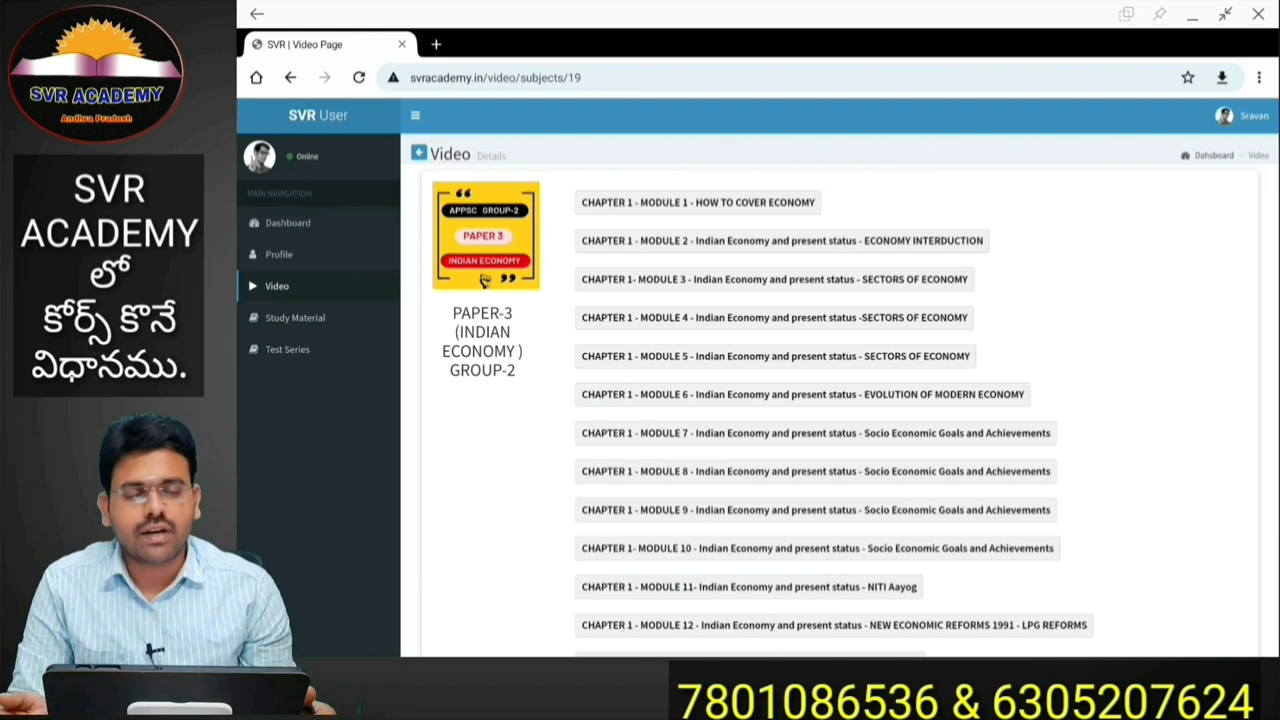 SVR ACADEMY
Andhra Pradesh
SVR
ACADEMY
లో
కోర్స్ కొనే
విధానము.
SVR | Video Page
svracademy.in/video/subjects/19
SVR User
Sravan
Online
MAIN NAVIGATION
Dashboard
Profile
Video
Study Material
Test Series
Video Details
Dahsboard
Video
APPSC GROUP-2
PAPER 3
INDIAN ECONOMY
PAPER-3
(INDIAN
ECONOMY )
GROUP-2
CHAPTER 1 - MODULE 1 - HOW TO COVER ECONOMY
CHAPTER 1 - MODULE 2 - Indian Economy and present status - ECONOMY INTERDUCTION
CHAPTER 1- MODULE 3 - Indian Economy and present status - SECTORS OF ECONOMY
CHAPTER 1 - MODULE 4 - Indian Economy and present status -SECTORS OF ECONOMY
CHAPTER 1 - MODULE 5 - Indian Economy and present status - SECTORS OF ECONOMY
CHAPTER 1 - MODULE 6 - Indian Economy and present status - EVOLUTION OF MODERN ECONOMY
CHAPTER 1 - MODULE 7 - Indian Economy and present status - Socio Economic Goals and Achievements
CHAPTER 1 - MODULE 8 - Indian Economy and present status - Socio Economic Goals and Achievements
CHAPTER 1 - MODULE 9 - Indian Economy and present status - Socio Economic Goals and Achievements
CHAPTER 1- MODULE 10 - Indian Economy and present status - Socio Economic Goals and Achievements
CHAPTER 1 - MODULE 11- Indian Economy and present status - NITI Aayog
CHAPTER 1 - MODULE 12 - Indian Economy and present status - NEW ECONOMIC REFORMS 1991 - LPG REFORMS
7801086536 & 6305207624